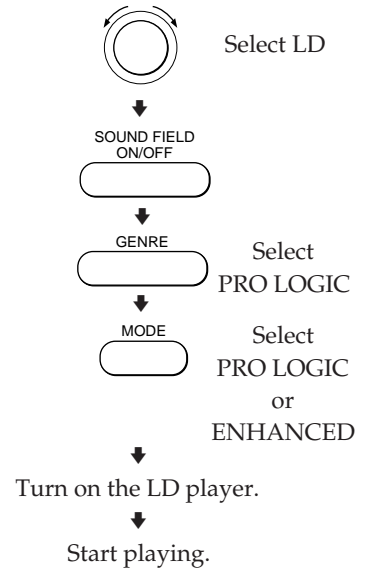 Select LD
SOUND FIELD
ON/OFF
GENRE
Select
PRO LOGIC
MODE
Select
PRO LOGIC
or
ENHANCED
Turn on the LD player.
Start playing.